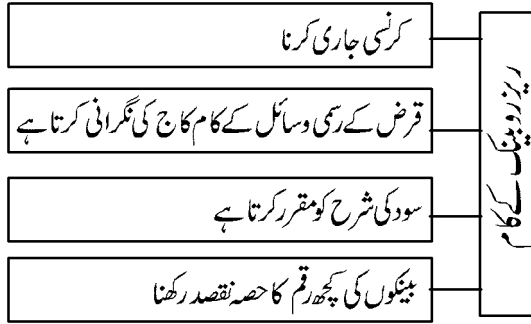 ریزرو بینک کے کام
کرنسی جاری کرنا
قرض کے رسمی وسائل کے کام کاج کی نگرانی کرتا ہے
سود کی شرح کو مقرر کرتا ہے
بینکوں کی کچھ رقم کا حصہ نقصد رکھنا